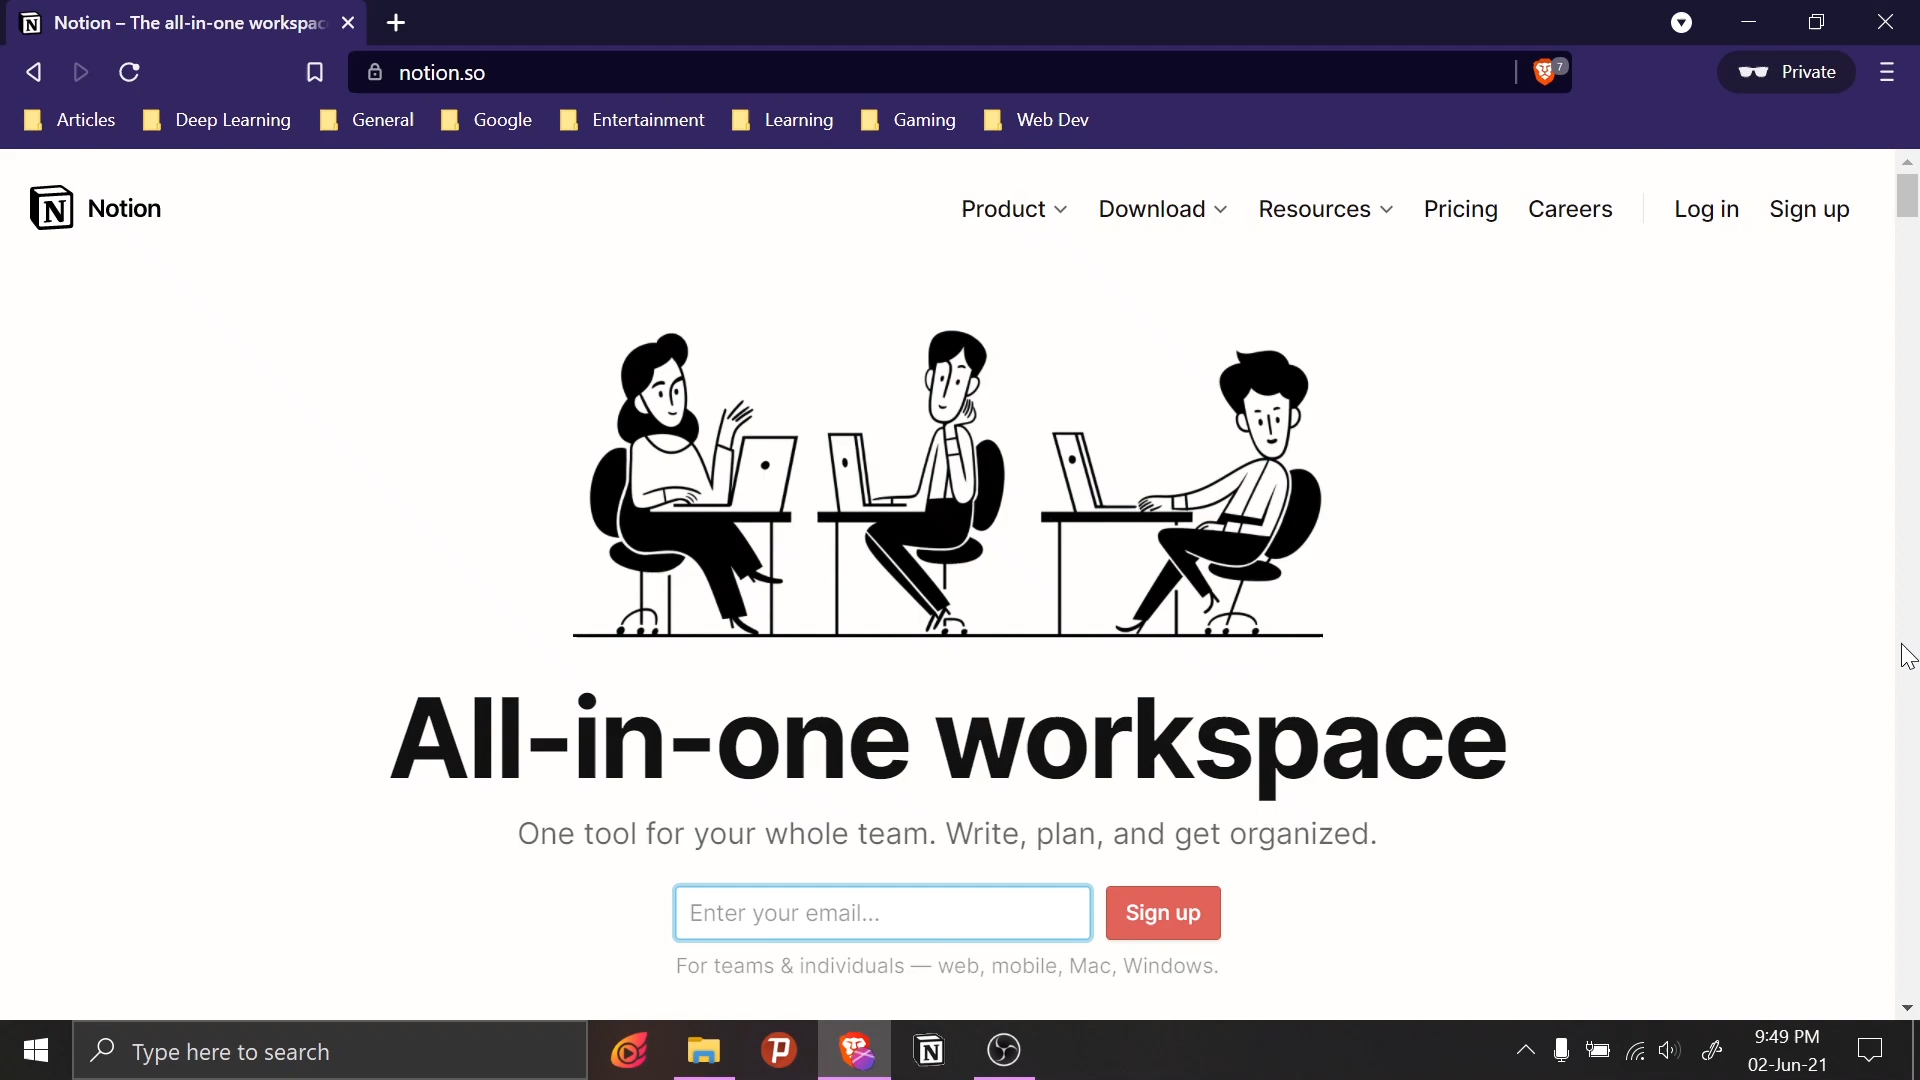 Notion – The all-in-one workspac
notion.so
7
Private
Articles
Deep Learning
General
Google
Entertainment
Learning
Gaming
Web Dev
N Notion
Product
Download
Resources
Pricing
Careers
Log in
Sign up
All-in-one workspace
One tool for your whole team. Write, plan, and get organized.
Enter your email...
Sign up
For teams & individuals — web, mobile, Mac, Windows.
Type here to search
9:49 PM
02-Jun-21